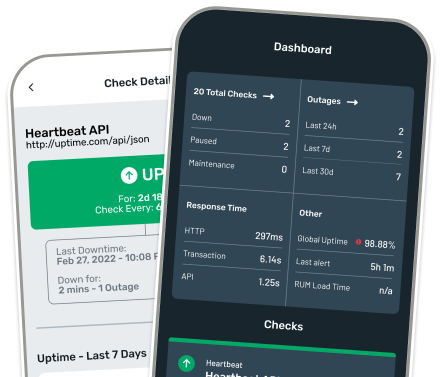 Check Detai
Heartbeat API
http://uptime.com/api/json
UP
For: 2d 18
Check Every: 6
Last Downtime:
Feb 27, 2022 - 10:08 P
Down for:
2 mins - 1 Outage
Uptime - Last 7 Days
Dashboard
20 Total Checks →
Down 2
Paused 2
Maintenance 0
Outages →
Last 24h 2
Last 7d 2
Last 30d 7
Response Time
HTTP 297ms
Transaction 6.14s
API 1.25s
Other
Global Uptime 98.88%
Last alert 5h 1m
RUM Load Time n/a
Checks
Heartbeat